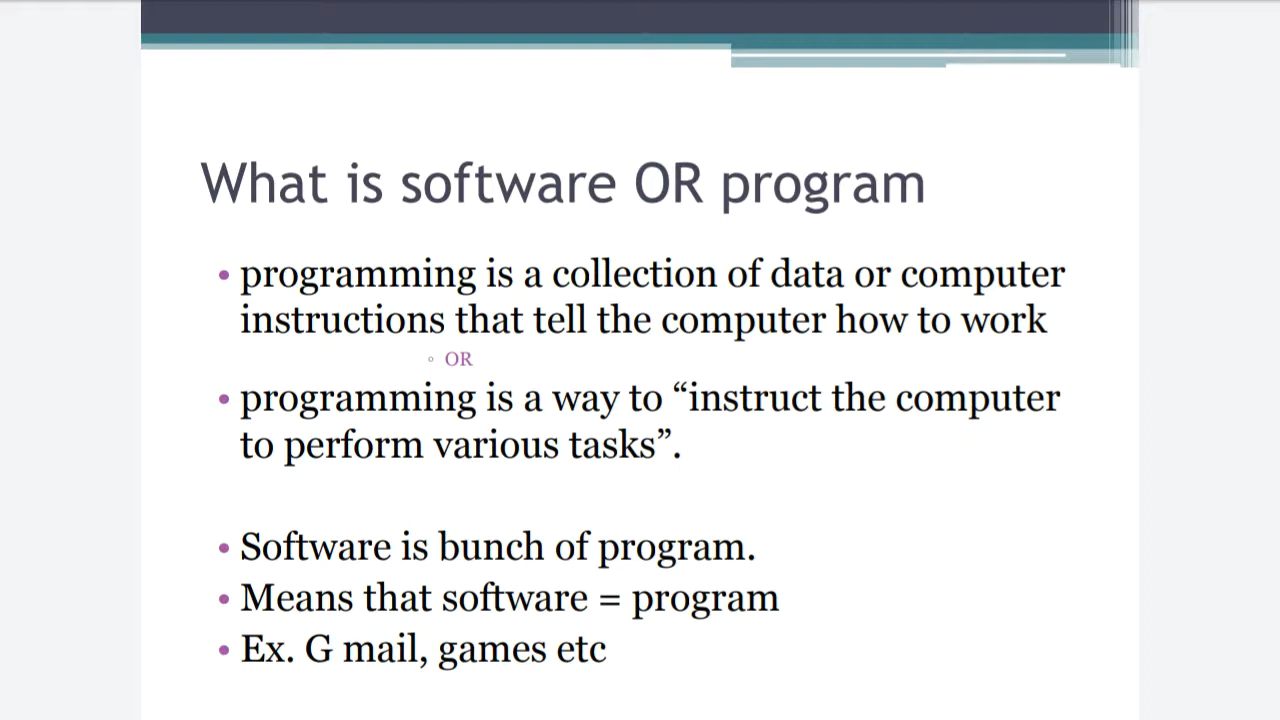 What is software OR program
• programming is a collection of data or computer
instructions that tell the computer how to work
◦ OR
• programming is a way to “instruct the computer
to perform various tasks”.
• Software is bunch of program.
• Means that software = program
• Ex. G mail, games etc